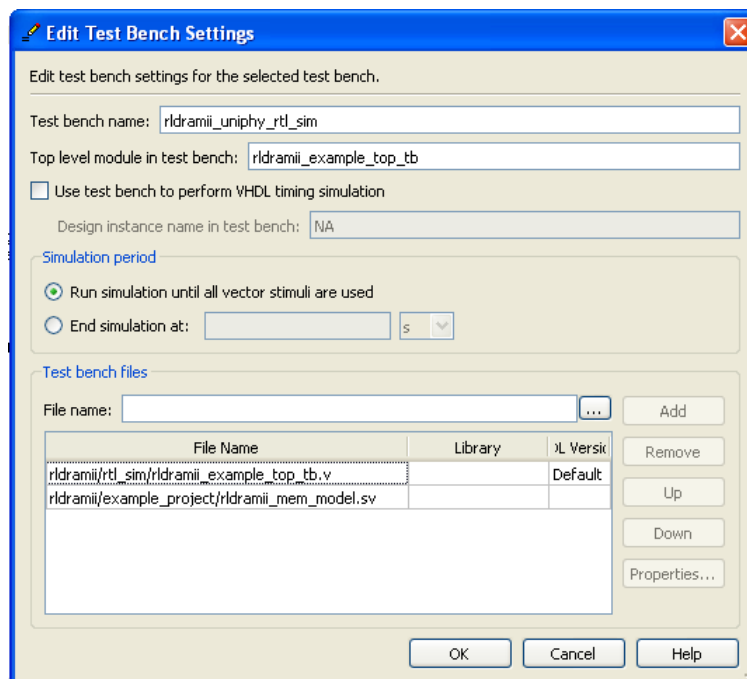 Edit Test Bench Settings
Edit test bench settings for the selected test bench.
Test bench name: rldramii_uniphy_rtl_sim
Top level module in test bench: rldramii_example_top_tb
Use test bench to perform VHDL timing simulation
Design instance name in test bench: NA
Simulation period
Run simulation until all vector stimuli are used
End simulation at: s
Test bench files
File name: ... Add
File Name Library DL Versic Remove
rldramii/rtl_sim/rldramii_example_top_tb.v Default
rldramii/example_project/rldramii_mem_model.sv Up
Down
Properties...
OK Cancel Help